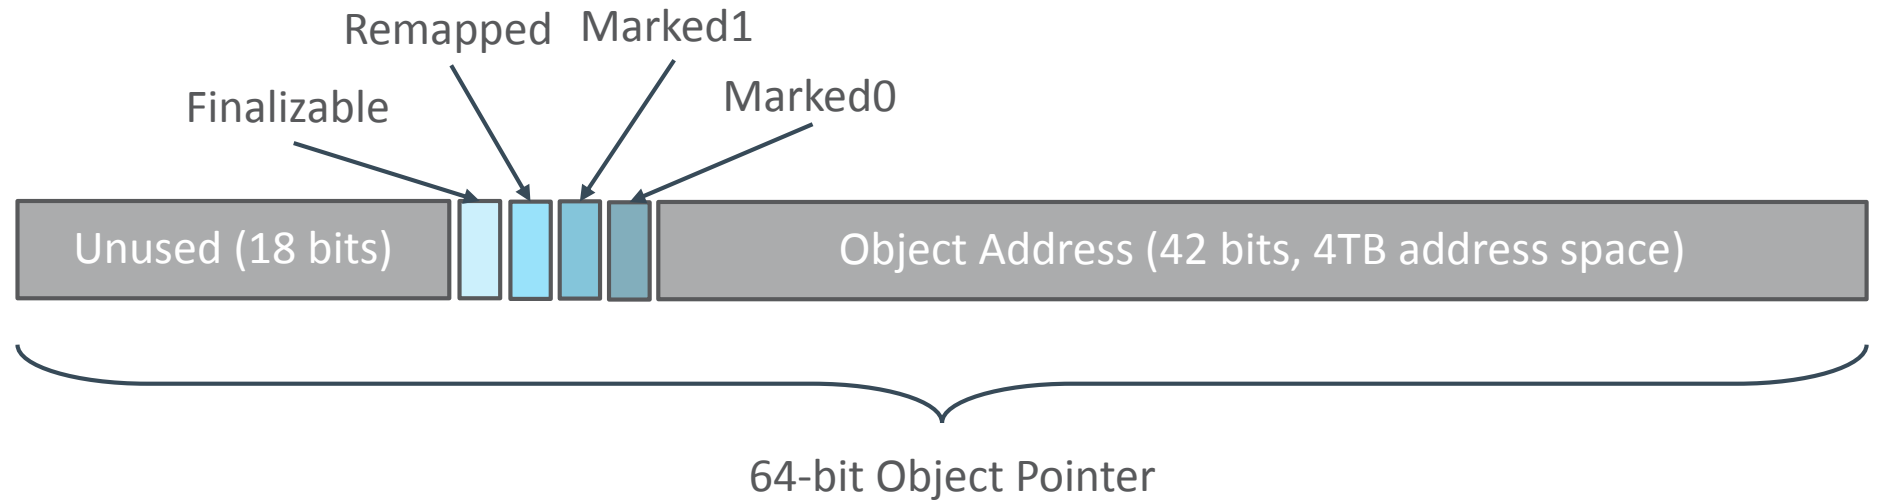 Remapped
Marked1
Finalizable
Marked0
Unused (18 bits)
Object Address (42 bits, 4TB address space)
64-bit Object Pointer